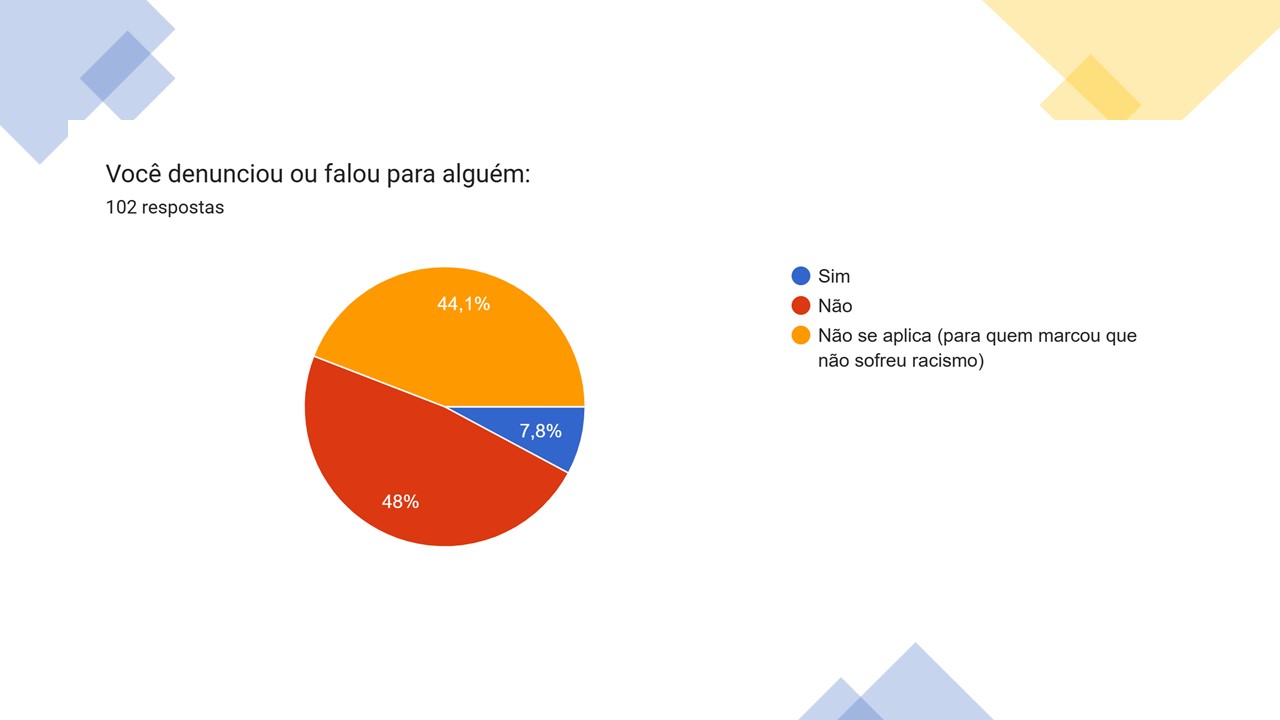 Você denunciou ou falou para alguém:
102 respostas
44,1%
7,8%
48%
Sim
Não
Não se aplica (para quem marcou que
não sofreu racismo)